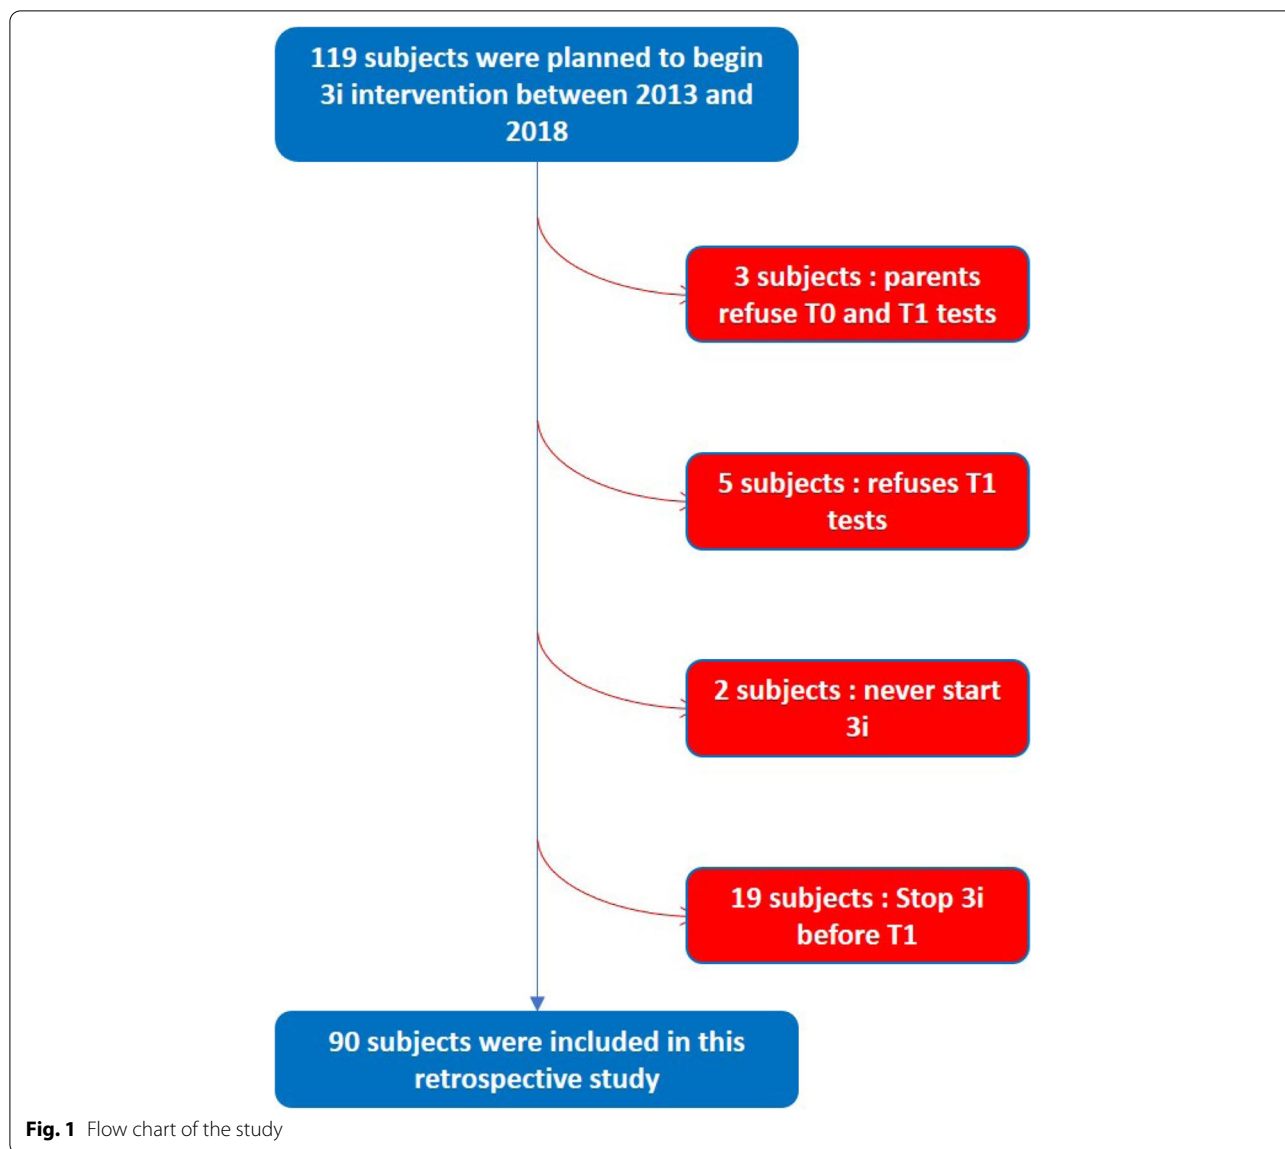 119 subjects were planned to begin
3i intervention between 2013 and
2018
3 subjects : parents
refuse T0 and T1 tests
5 subjects : refuses T1
tests
2 subjects : never start
3i
19 subjects : Stop 3i
before T1
90 subjects were included in this
retrospective study
Fig. 1 Flow chart of the study